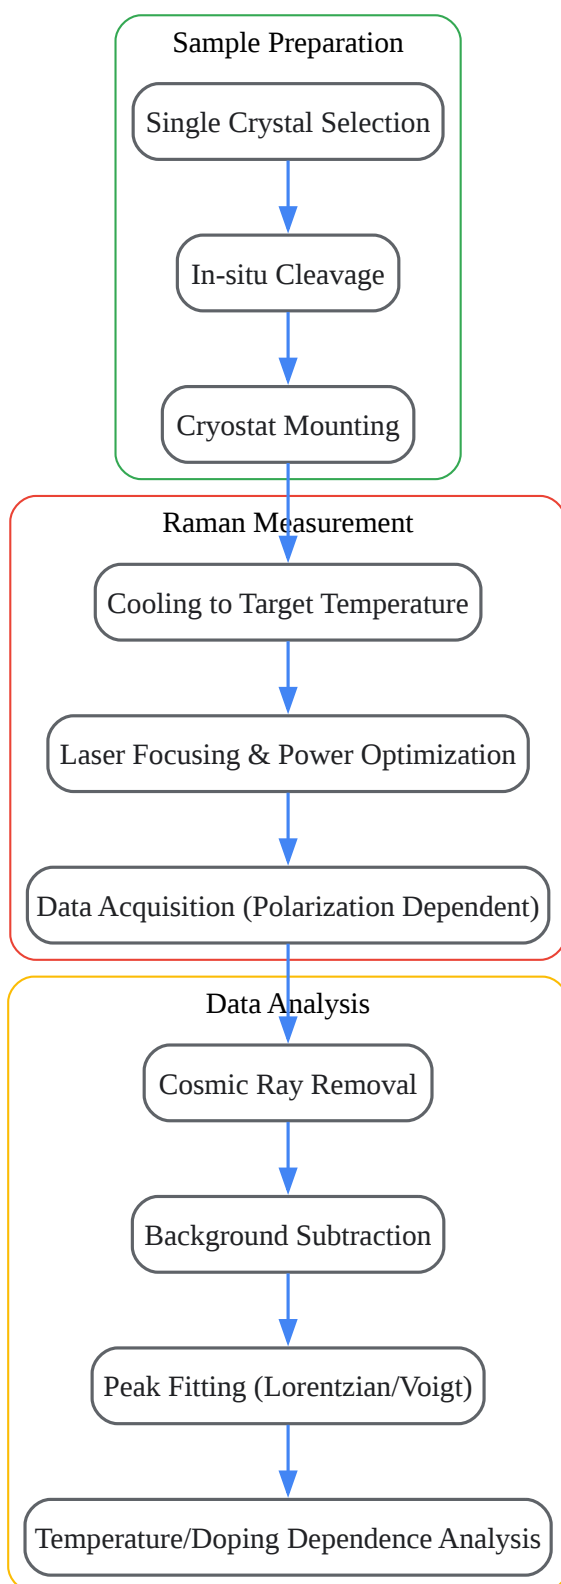 Sample Preparation
Single Crystal Selection
In-situ Cleavage
Cryostat Mounting
Raman Measurement
Cooling to Target Temperature
Laser Focusing & Power Optimization
Data Acquisition (Polarization Dependent)
Data Analysis
Cosmic Ray Removal
Background Subtraction
Peak Fitting (Lorentzian/Voigt)
Temperature/Doping Dependence Analysis